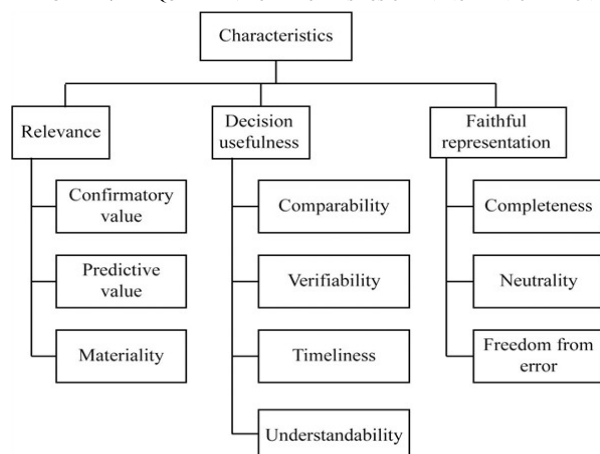 Characteristics
Relevance
Decision
usefulness
Faithful
representation
Confirmatory
value
Comparability
Completeness
Predictive
value
Verifiability
Neutrality
Materiality
Timeliness
Freedom from
error
Understandability